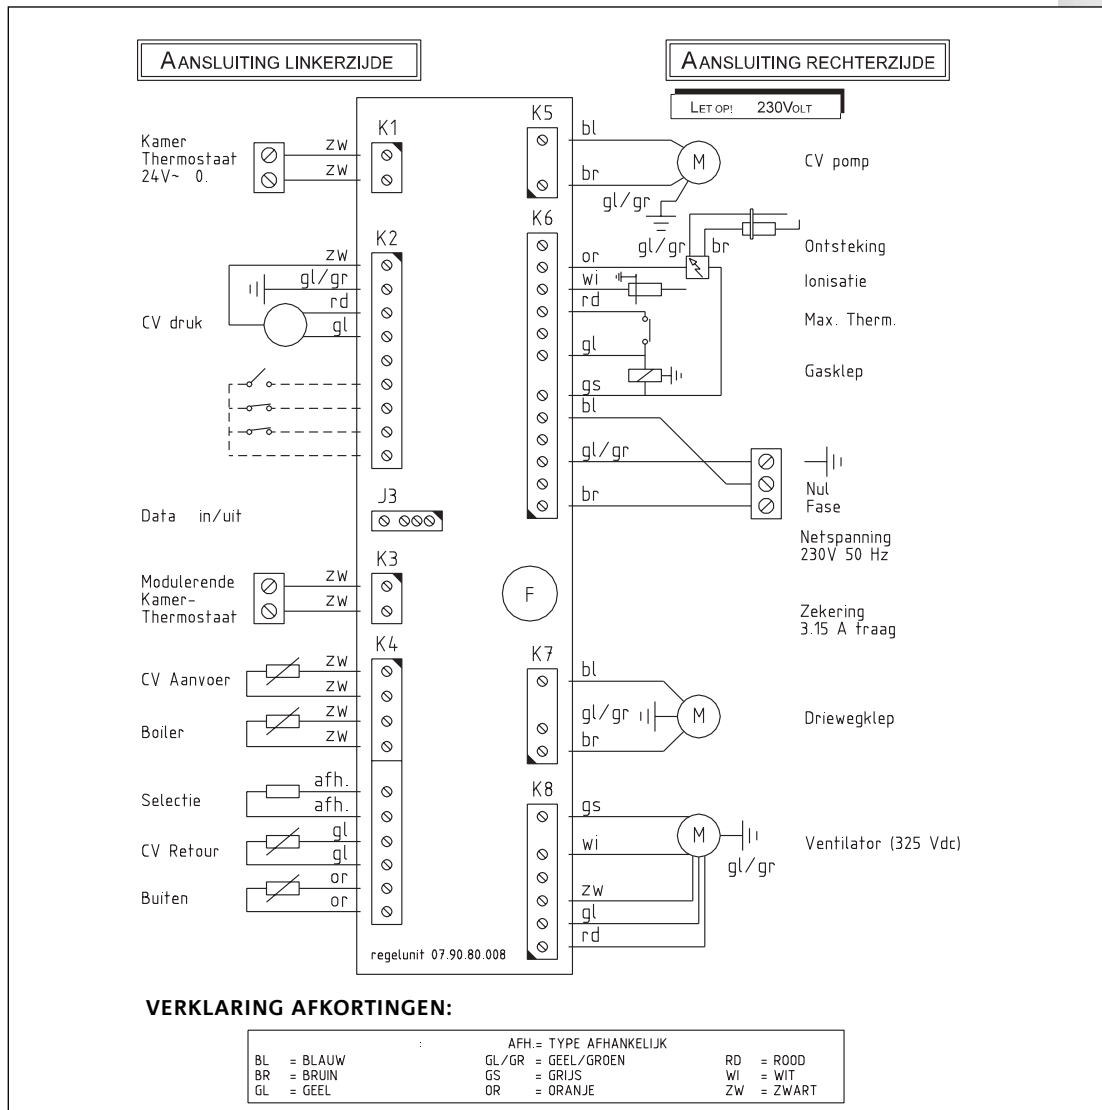 AANSLUITING LINKERZIJDE
AANSLUITING RECHTERZIJDE
LET OP! 230VOLT
Kamer
Thermostaat
24V~ 0.
zw
zw
K1
K5
bl
br
gl/gr
M
CV pomp
CV druk
zw
gl/gr
rd
gl
K2
K6
or
wi
rd
gl
gs
bl
gl/gr
br
gl/gr
br
Ontsteking
Ionisatie
Max. Therm.
Gasklep
Nul
Fase
Netspanning
230V 50 Hz
Data in/uit
J3
Modulerende
Kamer-
Thermostaat
zw
zw
K3
F
Zekering
3.15 A traag
CV Aanvoer
Boiler
zw
zw
zw
zw
K4
K7
bl
gl/gr
br
M
Driewegklep
Selectie
CV Retour
Buiten
afh.
afh.
gl
gl
or
or
K8
gs
wi
zw
gl
rd
M
gl/gr
Ventilator (325 Vdc)
regelunit 07.90.80.008
VERKLARING AFKORTINGEN:
: AFH.= TYPE AFHANKELIJK
BL = BLAUW GL/GR = GEEL/GROEN RD = ROOD
BR = BRUIN GS = GRIJS WI = WIT
GL = GEEL OR = ORANJE ZW = ZWART